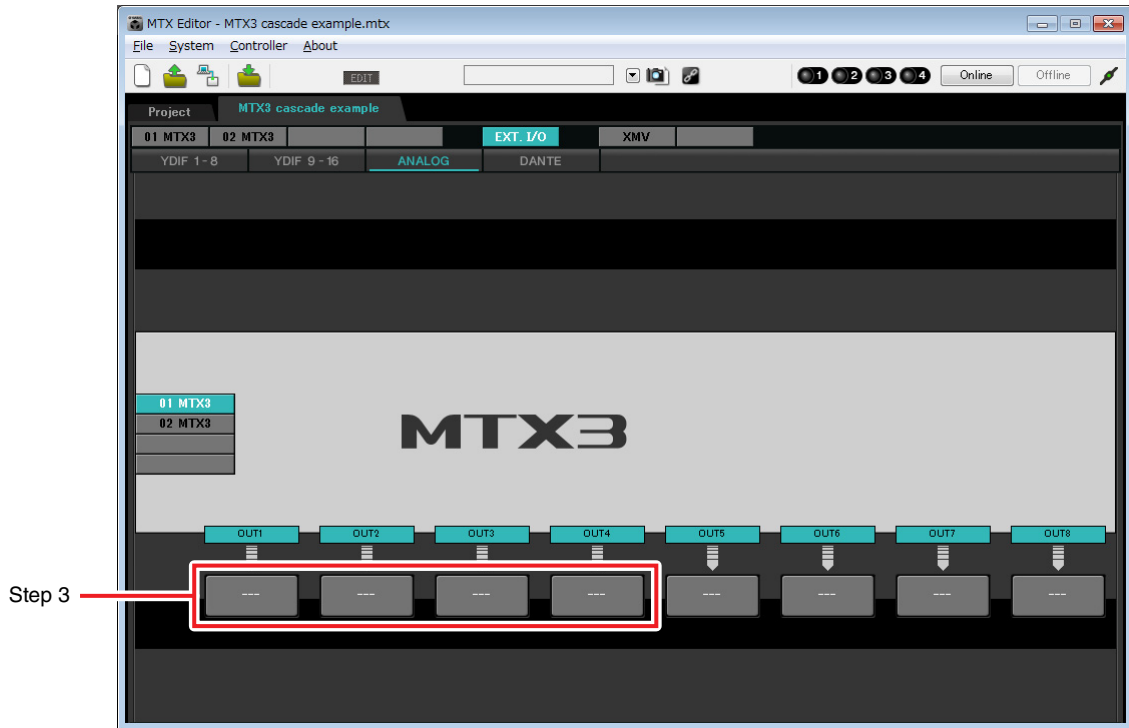 MTX Editor - MTX3 cascade example.mtx
File System Controller About
EDIT
1 2 3 4 Online Offline
Project MTX3 cascade example
01 MTX3 02 MTX3 EXT. I/O XMV
YDIF 1-8 YDIF 9-16 ANALOG DANTE
01 MTX3
02 MTX3
MTX3
OUT1 OUT2 OUT3 OUT4 OUT5 OUT6 OUT7 OUT8
Step 3
--- --- --- --- --- --- --- ---